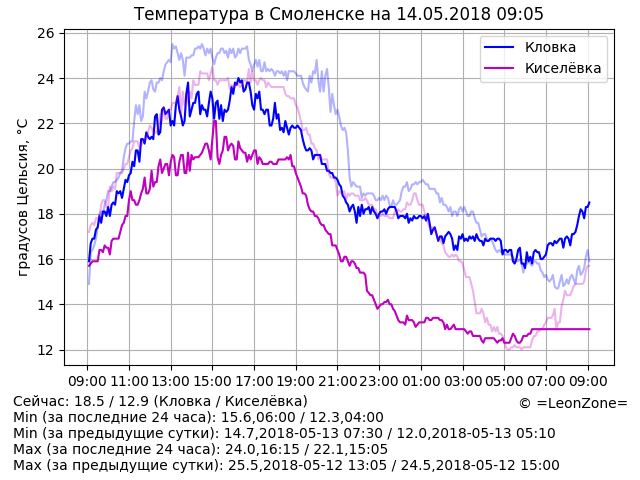 Температура в Смоленске на 14.05.2018 09:05
Кловка
Киселёвка
градусов Цельсия, °C
26
24
22
20
18
16
14
12
09:00 11:00 13:00 15:00 17:00 19:00 21:00 23:00 01:00 03:00 05:00 07:00 09:00
Сейчас: 18.5 / 12.9 (Кловка / Киселёвка)
© =LeonZone=
Min (за последние 24 часа): 15.6,06:00 / 12.3,04:00
Min (за предыдущие сутки): 14.7,2018-05-13 07:30 / 12.0,2018-05-13 05:10
Max (за последние 24 часа): 24.0,16:15 / 22.1,15:05
Max (за предыдущие сутки): 25.5,2018-05-12 13:05 / 24.5,2018-05-12 15:00